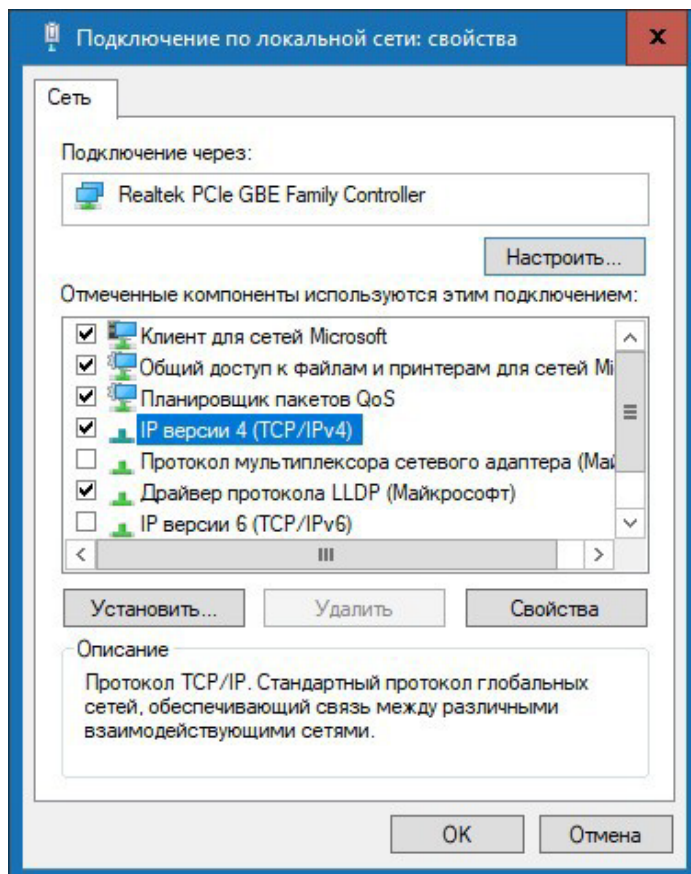 Подключение по локальной сети: свойства
Сеть
Подключение через:
Realtek PCIe GBE Family Controller
Настроить...
Отмеченные компоненты используются этим подключением:
Клиент для сетей Microsoft
Общий доступ к файлам и принтерам для сетей Mi
Планировщик пакетов QoS
IP версии 4 (TCP/IPv4)
Протокол мультиплексора сетевого адаптера (Май
Драйвер протокола LLDP (Майкрософт)
IP версии 6 (TCP/IPv6)
Установить...
Удалить
Свойства
Описание
Протокол TCP/IP. Стандартный протокол глобальных
сетей, обеспечивающий связь между различными
взаимодействующими сетями.
OK
Отмена